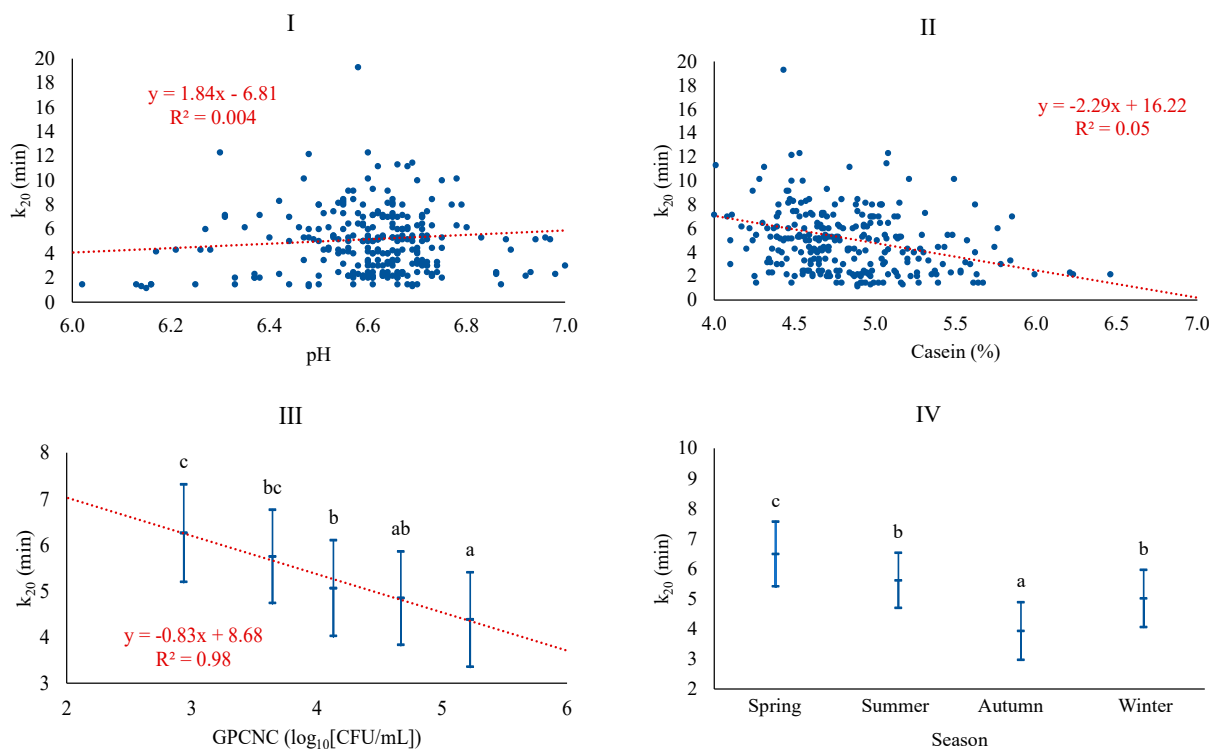 I
k20 (min)
20
18
16
14
12
10
8
6
4
2
0
y = 1.84x - 6.81
R² = 0.004
6.0 6.2 6.4 6.6 6.8 7.0
pH
II
k20 (min)
20
18
16
14
12
10
8
6
4
2
0
y = -2.29x + 16.22
R² = 0.05
4.0 4.5 5.0 5.5 6.0 6.5 7.0
Casein (%)
III
k20 (min)
8
7
6
5
4
3
c bc b ab a
y = -0.83x + 8.68
R² = 0.98
2 3 4 5 6
GPCNC (log10[CFU/mL])
IV
k20 (min)
10
9
8
7
6
5
4
3
2
c b a b
Spring Summer Autumn Winter
Season